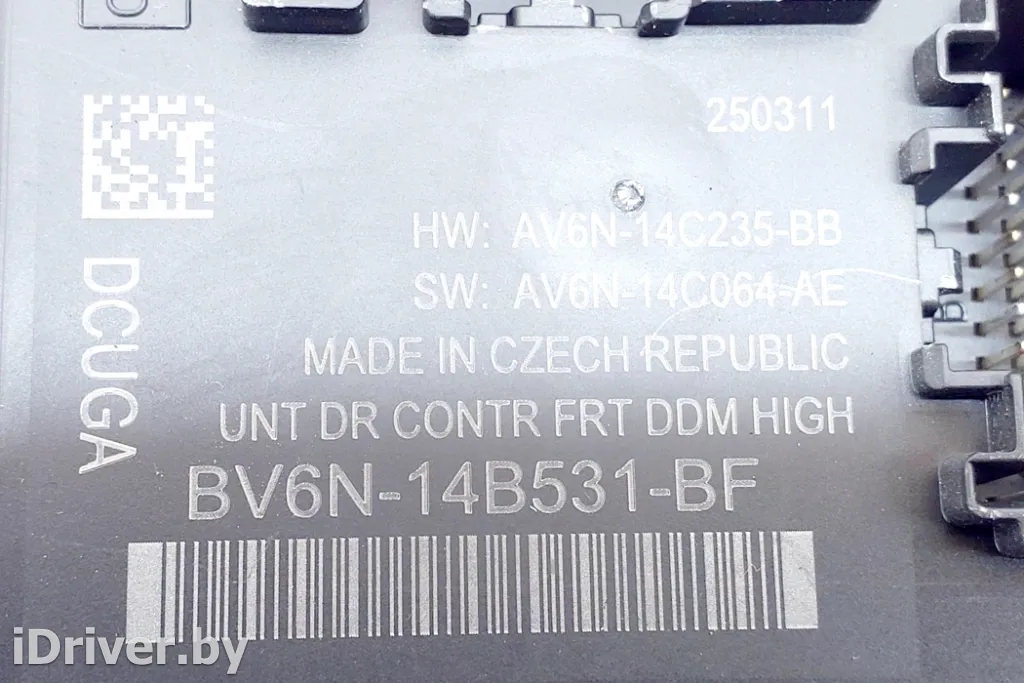 250311
HW: AV6N-14C235-BB
SW: AV6N-14C064-AE
MADE IN CZECH REPUBLIC
UNT DR CONTR FRT DDM HIGH
BV6N-14B531-BF
DCUGA
iDriver.by